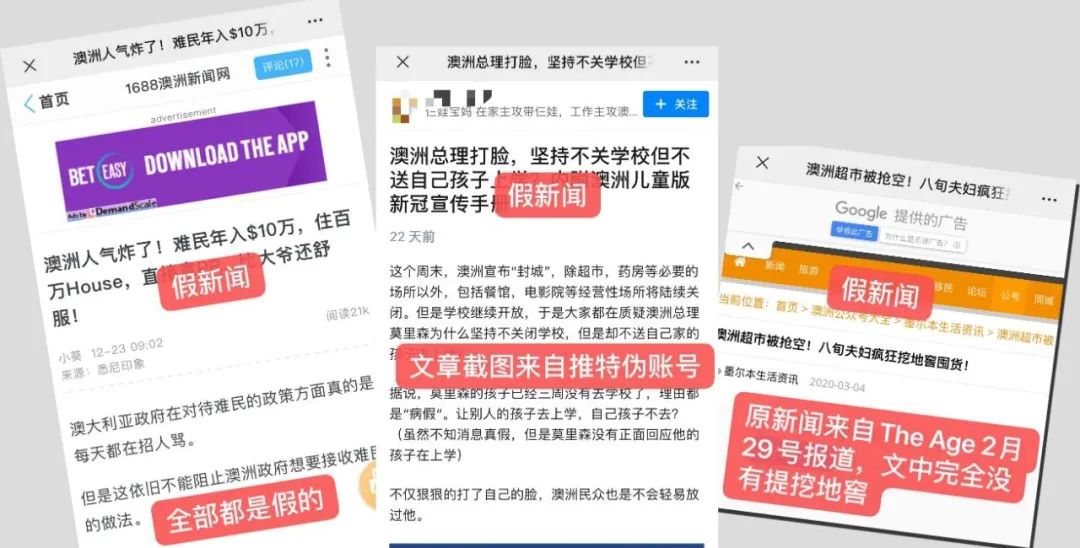 澳洲人气炸了！难民年入$10万，
首页
1688澳洲新闻网
评论(17)
advertisement
BET EASY DOWNLOAD THE APP
Ads by DemandScale
澳洲人气炸了！难民年入$10万，住百
万House，直
大爷还舒
服！
假新闻
阅读21k
小葵 12-23 09:02
来源：悉尼印象
澳大利亚政府在对待难民的政策方面真的是
每天都在招人骂。
但是这依旧不能阻止澳洲政府想要接收难民
的做法。
全部都是假的
澳洲总理打脸，坚持不关学校但不
仨娃宝妈 在家主攻带仨娃，工作主攻澳...
+ 关注
澳洲总理打脸，坚持不关学校但不
送自己孩子上学？内附澳洲儿童版
新冠宣传手册
假新闻
22 天前
这个周末，澳洲宣布“封城”，除超市，药房等必要的
场所以外，包括餐馆，电影院等经营性场所将陆续关
闭。但是学校继续开放，于是大家都在质疑澳洲总理
莫里森为什么坚持不关闭学校，但是却不送自己家的
孩子
文章截图来自推特伪账号
据说，莫里森的孩子已经三周没有去学校了，理由都
是“病假”。让别人的孩子去上学，自己孩子不去？
（虽然不知消息真假，但是莫里森没有正面回应他的
孩子在上学）
不仅狠狠的打了自己的脸，澳洲民众也是不会轻易放
过他。
澳洲超市被抢空！八旬夫妇疯狂挖
Google 提供的广告
举报此广告
为什么显示该广告？
新闻 旅游
移民 论坛 公号 同城
假新闻
当前位置：首页 > 澳洲公众号大全 > 墨尔本生活资讯 > 澳洲超市被
澳洲超市被抢空！八旬夫妇疯狂挖地窖囤货！
墨尔本生活资讯 2020-03-04
原新闻来自 The Age 2月
29号报道，文中完全没
有提挖地窖